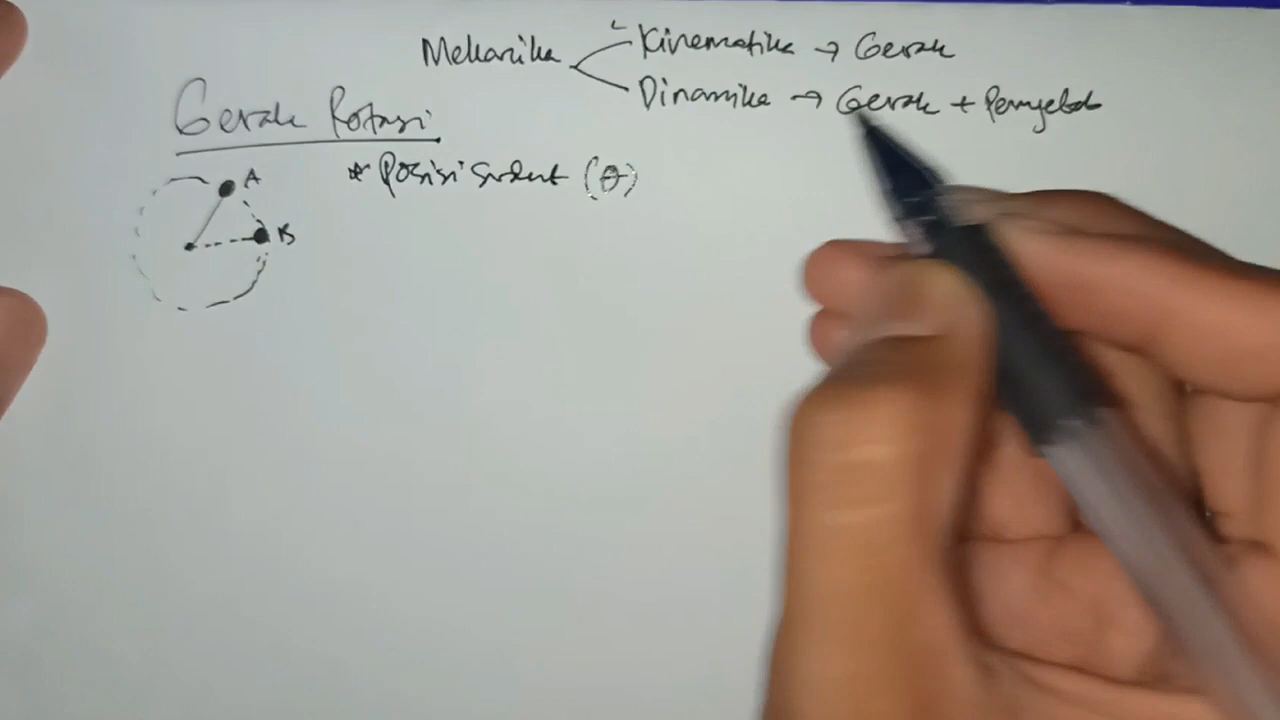 Mekanika
Kinematika → Gerak
Dinamika → Gerak + Penyebab
Gerak Rotasi
* Posisi sudut (θ)
A
B